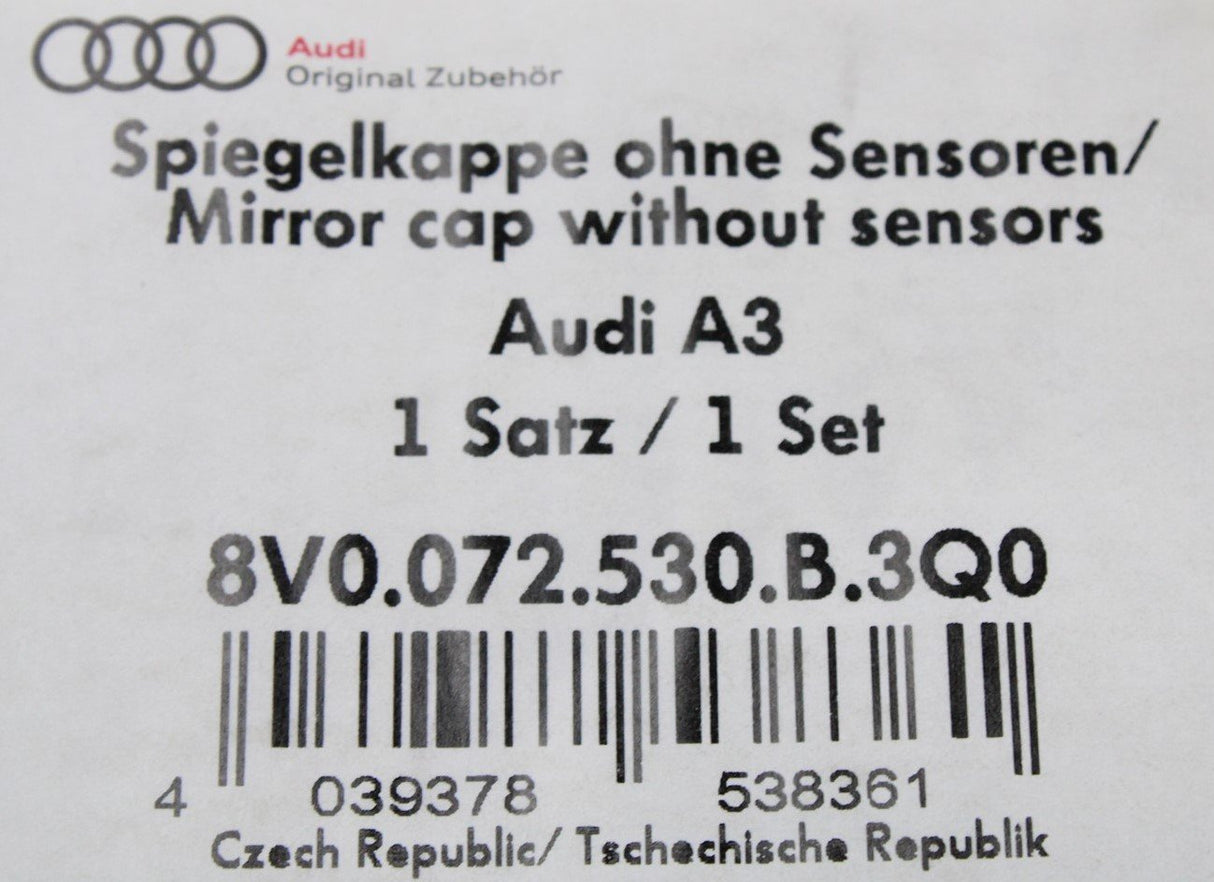 Audi
Original Zubehör
Spiegelkappe ohne Sensoren/
Mirror cap without sensors
Audi A3
1 Satz / 1 Set
8V0.072.530.B.3Q0
4 039378 538361
Czech Republic/ Tschechische Republik